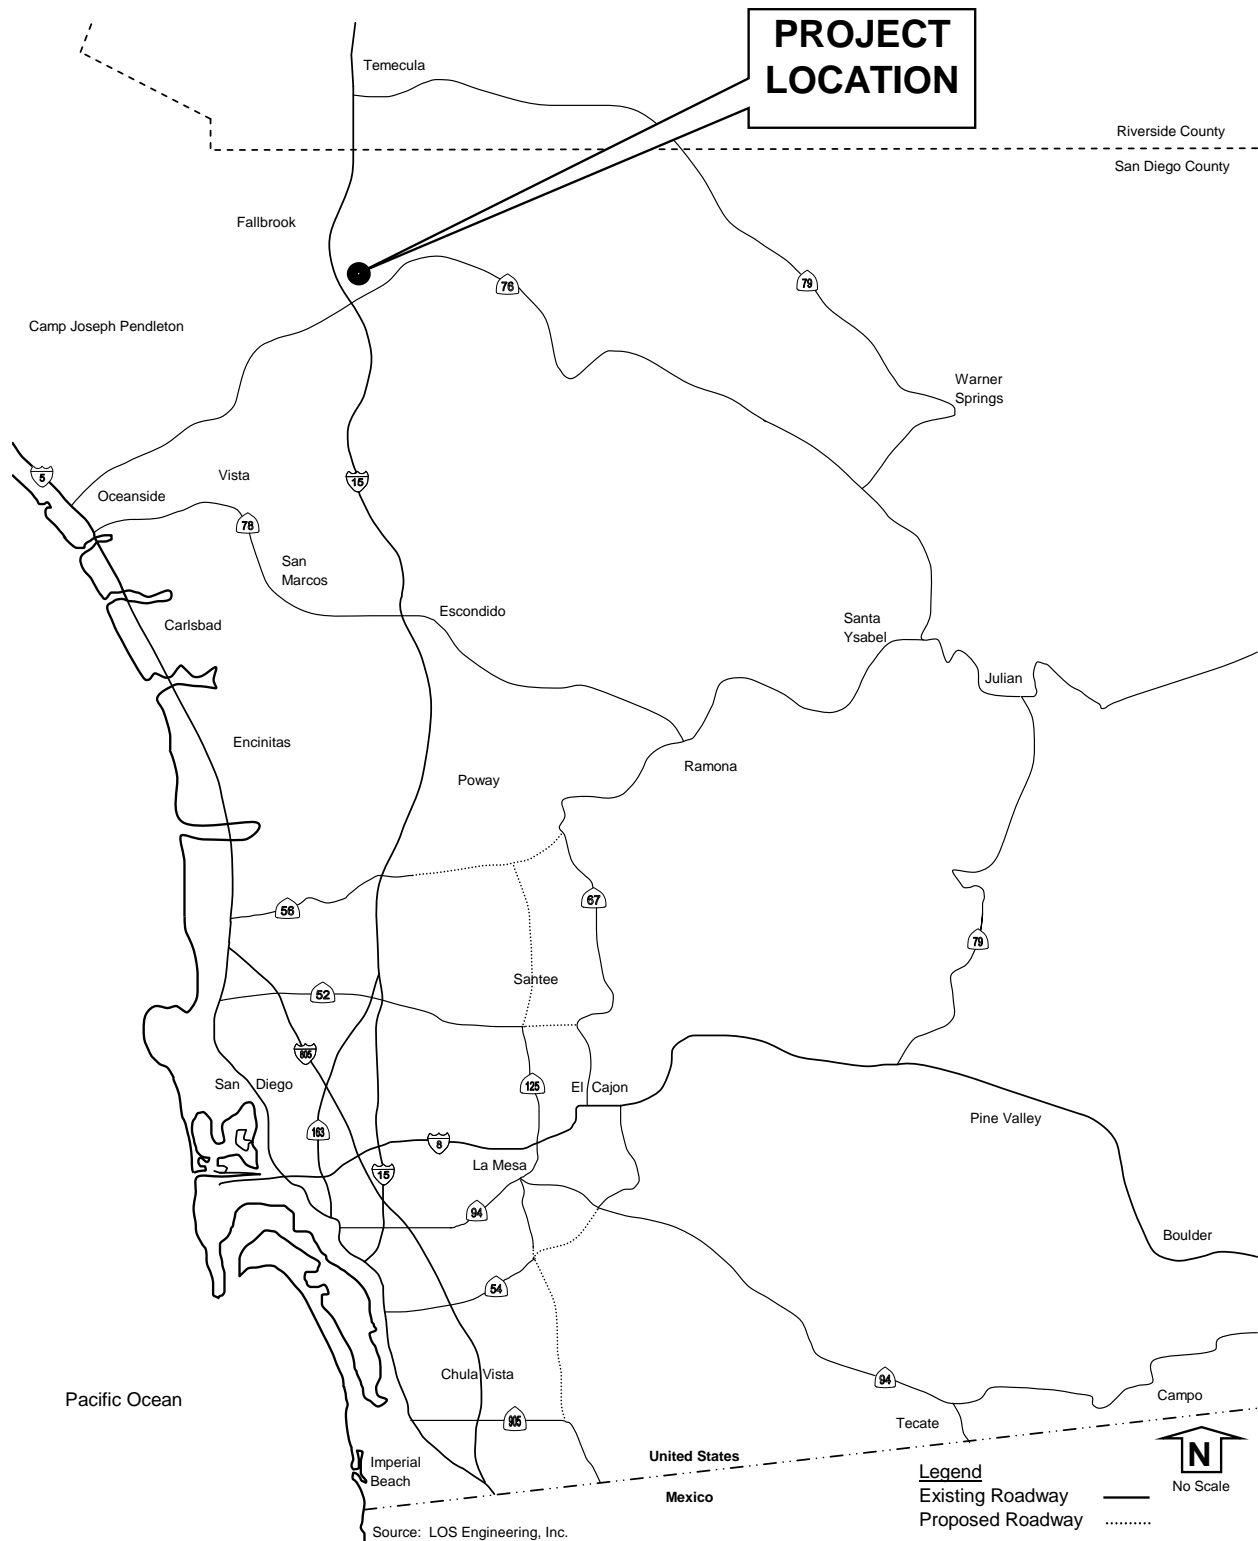 PROJECT
LOCATION
Temecula
Riverside County
San Diego County
Fallbrook
76
79
Camp Joseph Pendleton
Warner
Springs
5
Vista
15
Oceanside
78
San
Marcos
Escondido
Carlsbad
Santa
Ysabel
Julian
Encinitas
Poway
Ramona
56
67
79
Santee
52
805
San Diego
125
El Cajon
163
8
Pine Valley
La Mesa
15
94
Boulder
54
Chula Vista
94
Pacific Ocean
905
Campo
Tecate
United States
Mexico
Imperial
Beach
N
No Scale
Legend
Existing Roadway
Proposed Roadway
Source: LOS Engineering, Inc.